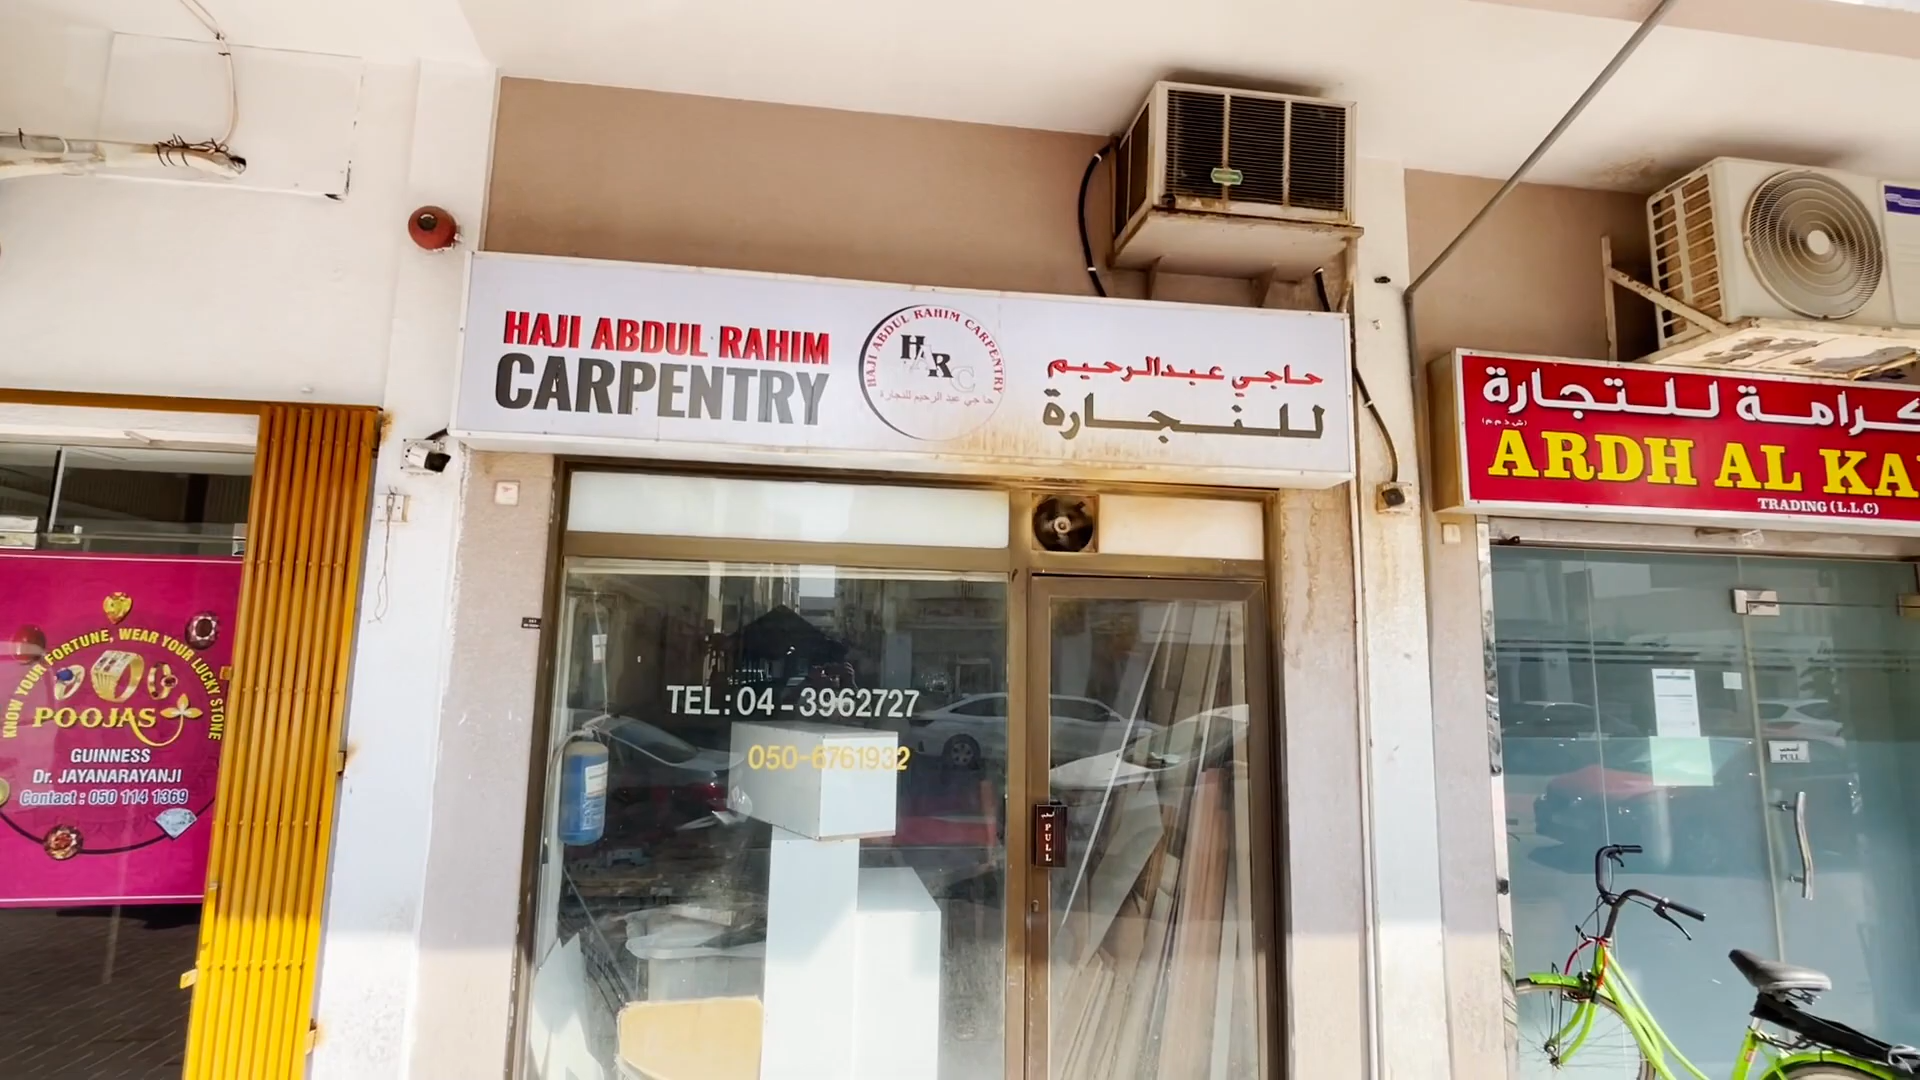 HAJI ABDUL RAHIM
CARPENTRY
HAJI ABDUL RAHIM CARPENTRY
HARC
حاجي عبد الرحيم للنجارة
حاجي عبدالرحيم
للنجارة
TEL:04-3962727
050-6761932
اسحب
PULL
KNOW YOUR FORTUNE, WEAR YOUR LUCKY STONE
POOJAS
GUINNESS
Dr. JAYANARAYANJI
Contact : 050 114 1369
كرامة للتجارة
(ش.ذ.م.م)
ARDH AL KA
TRADING (L.L.C)
اسحب
PULL